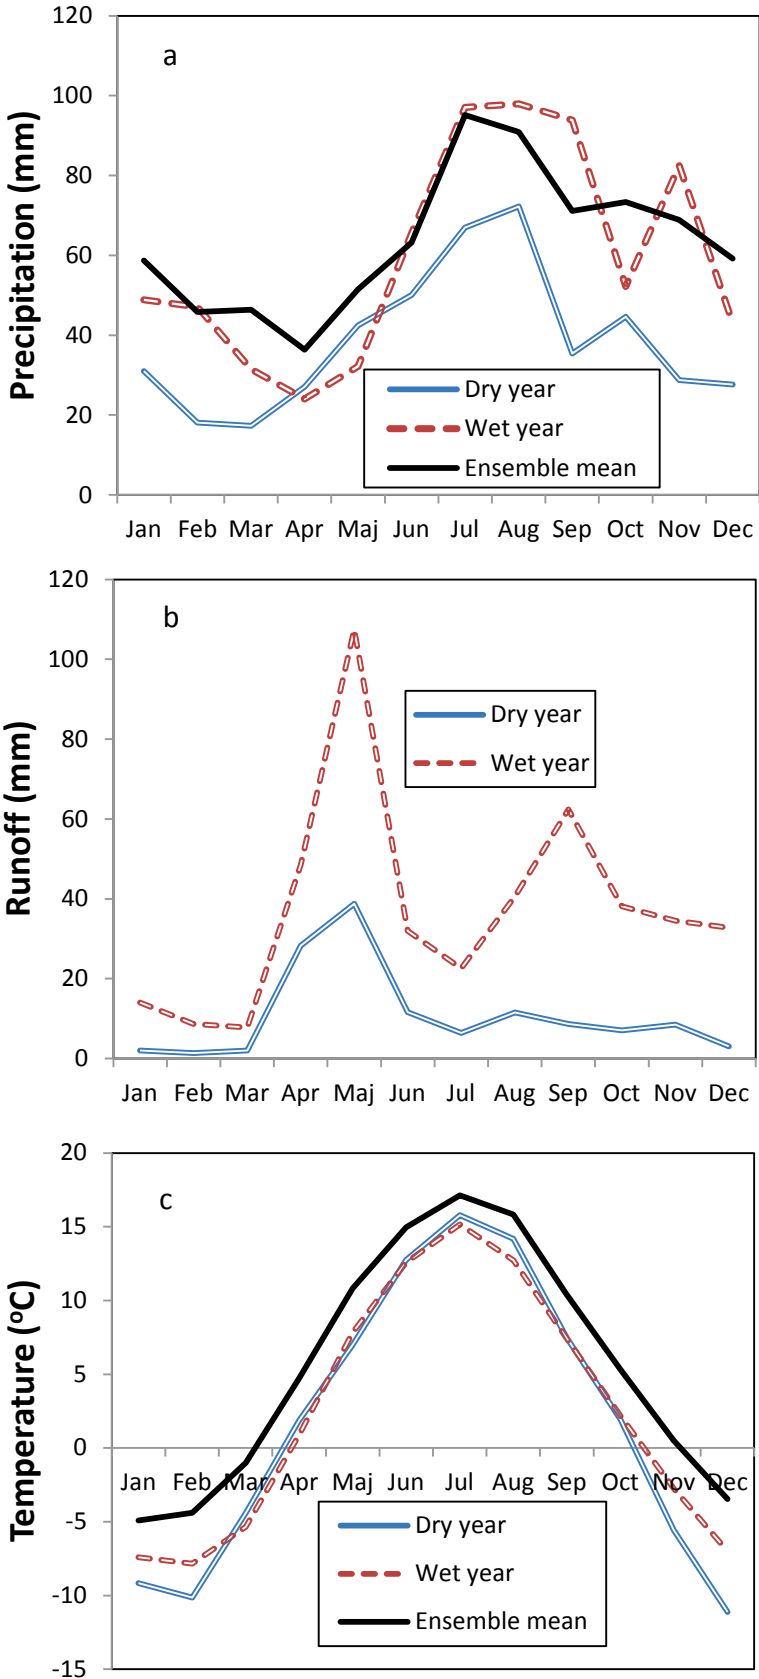 120
a
100
80
60
40
20
0
Precipitation (mm)
Dry year
Wet year
Ensemble mean
Jan Feb Mar Apr Maj Jun Jul Aug Sep Oct Nov Dec
120
b
100
80
60
40
20
0
Runoff (mm)
Dry year
Wet year
Jan Feb Mar Apr Maj Jun Jul Aug Sep Oct Nov Dec
20
c
15
10
5
0
-5
-10
-15
Temperature (ºC)
Jan Feb Mar Apr Maj Jun Jul Aug Sep Oct Nov Dec
Dry year
Wet year
Ensemble mean